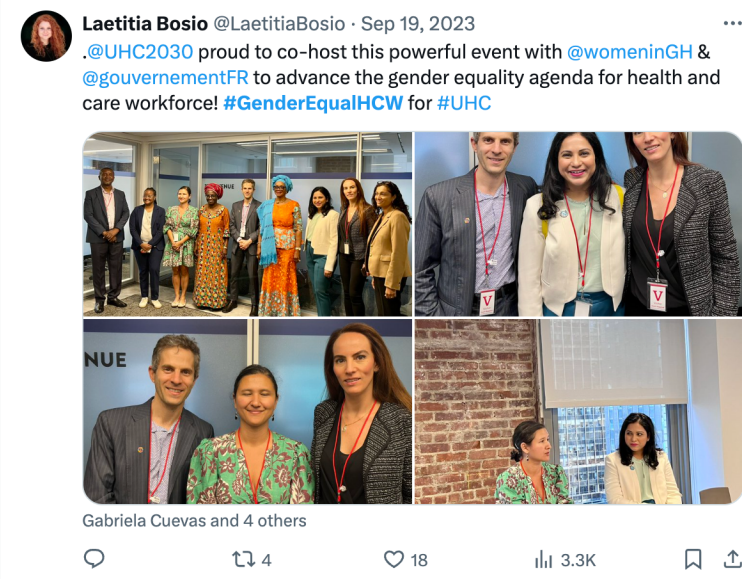 Laetitia Bosio @LaetitiaBosio · Sep 19, 2023
.@UHC2030 proud to co-host this powerful event with @womeninGH &
@gouvernementFR to advance the gender equality agenda for health and
care workforce! #GenderEqualHCW for #UHC
NUE
V
V
NUE
Gabriela Cuevas and 4 others
4
18
3.3K